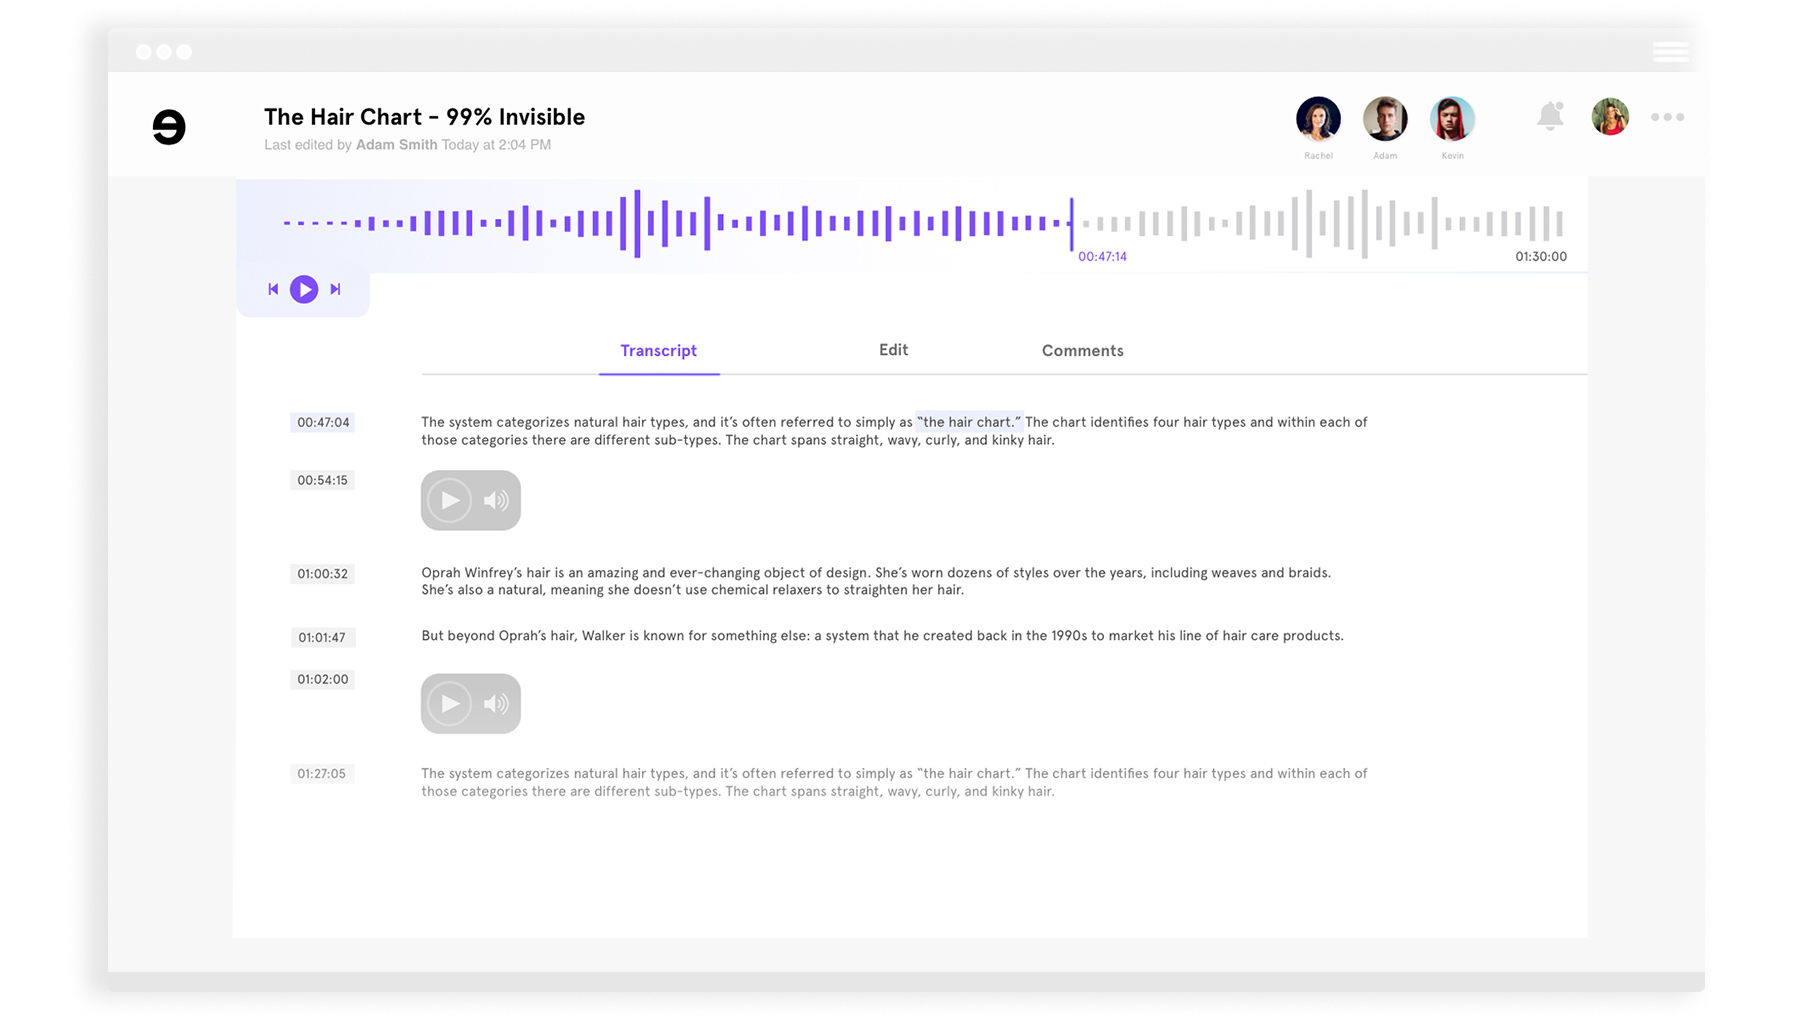 The Hair Chart - 99% Invisible
Last edited by Adam Smith Today at 2:04 PM
Rachel
Adam
Kevin
00:47:14
01:30:00
Transcript
Edit
Comments
00:47:04
The system categorizes natural hair types, and it’s often referred to simply as “the hair chart.” The chart identifies four hair types and within each of
those categories there are different sub-types. The chart spans straight, wavy, curly, and kinky hair.
00:54:15
01:00:32
Oprah Winfrey’s hair is an amazing and ever-changing object of design. She’s worn dozens of styles over the years, including weaves and braids.
She’s also a natural, meaning she doesn’t use chemical relaxers to straighten her hair.
01:01:47
But beyond Oprah’s hair, Walker is known for something else: a system that he created back in the 1990s to market his line of hair care products.
01:02:00
01:27:05
The system categorizes natural hair types, and it’s often referred to simply as “the hair chart.” The chart identifies four hair types and within each of
those categories there are different sub-types. The chart spans straight, wavy, curly, and kinky hair.